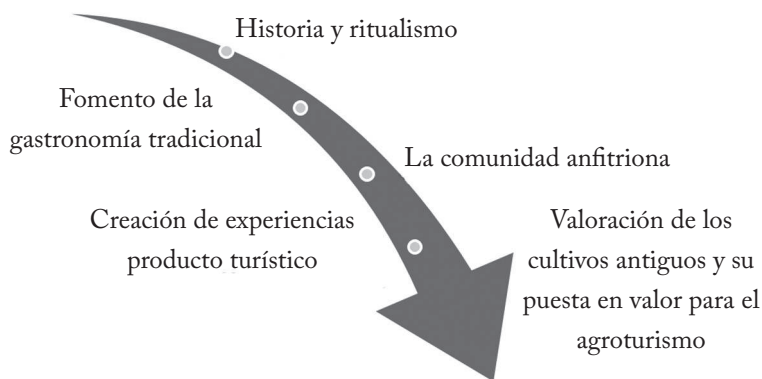 Historia y ritualismo
Fomento de la
gastronomía tradicional
La comunidad anfitriona
Creación de experiencias
producto turístico
Valoración de los
cultivos antiguos y su
puesta en valor para el
agroturismo